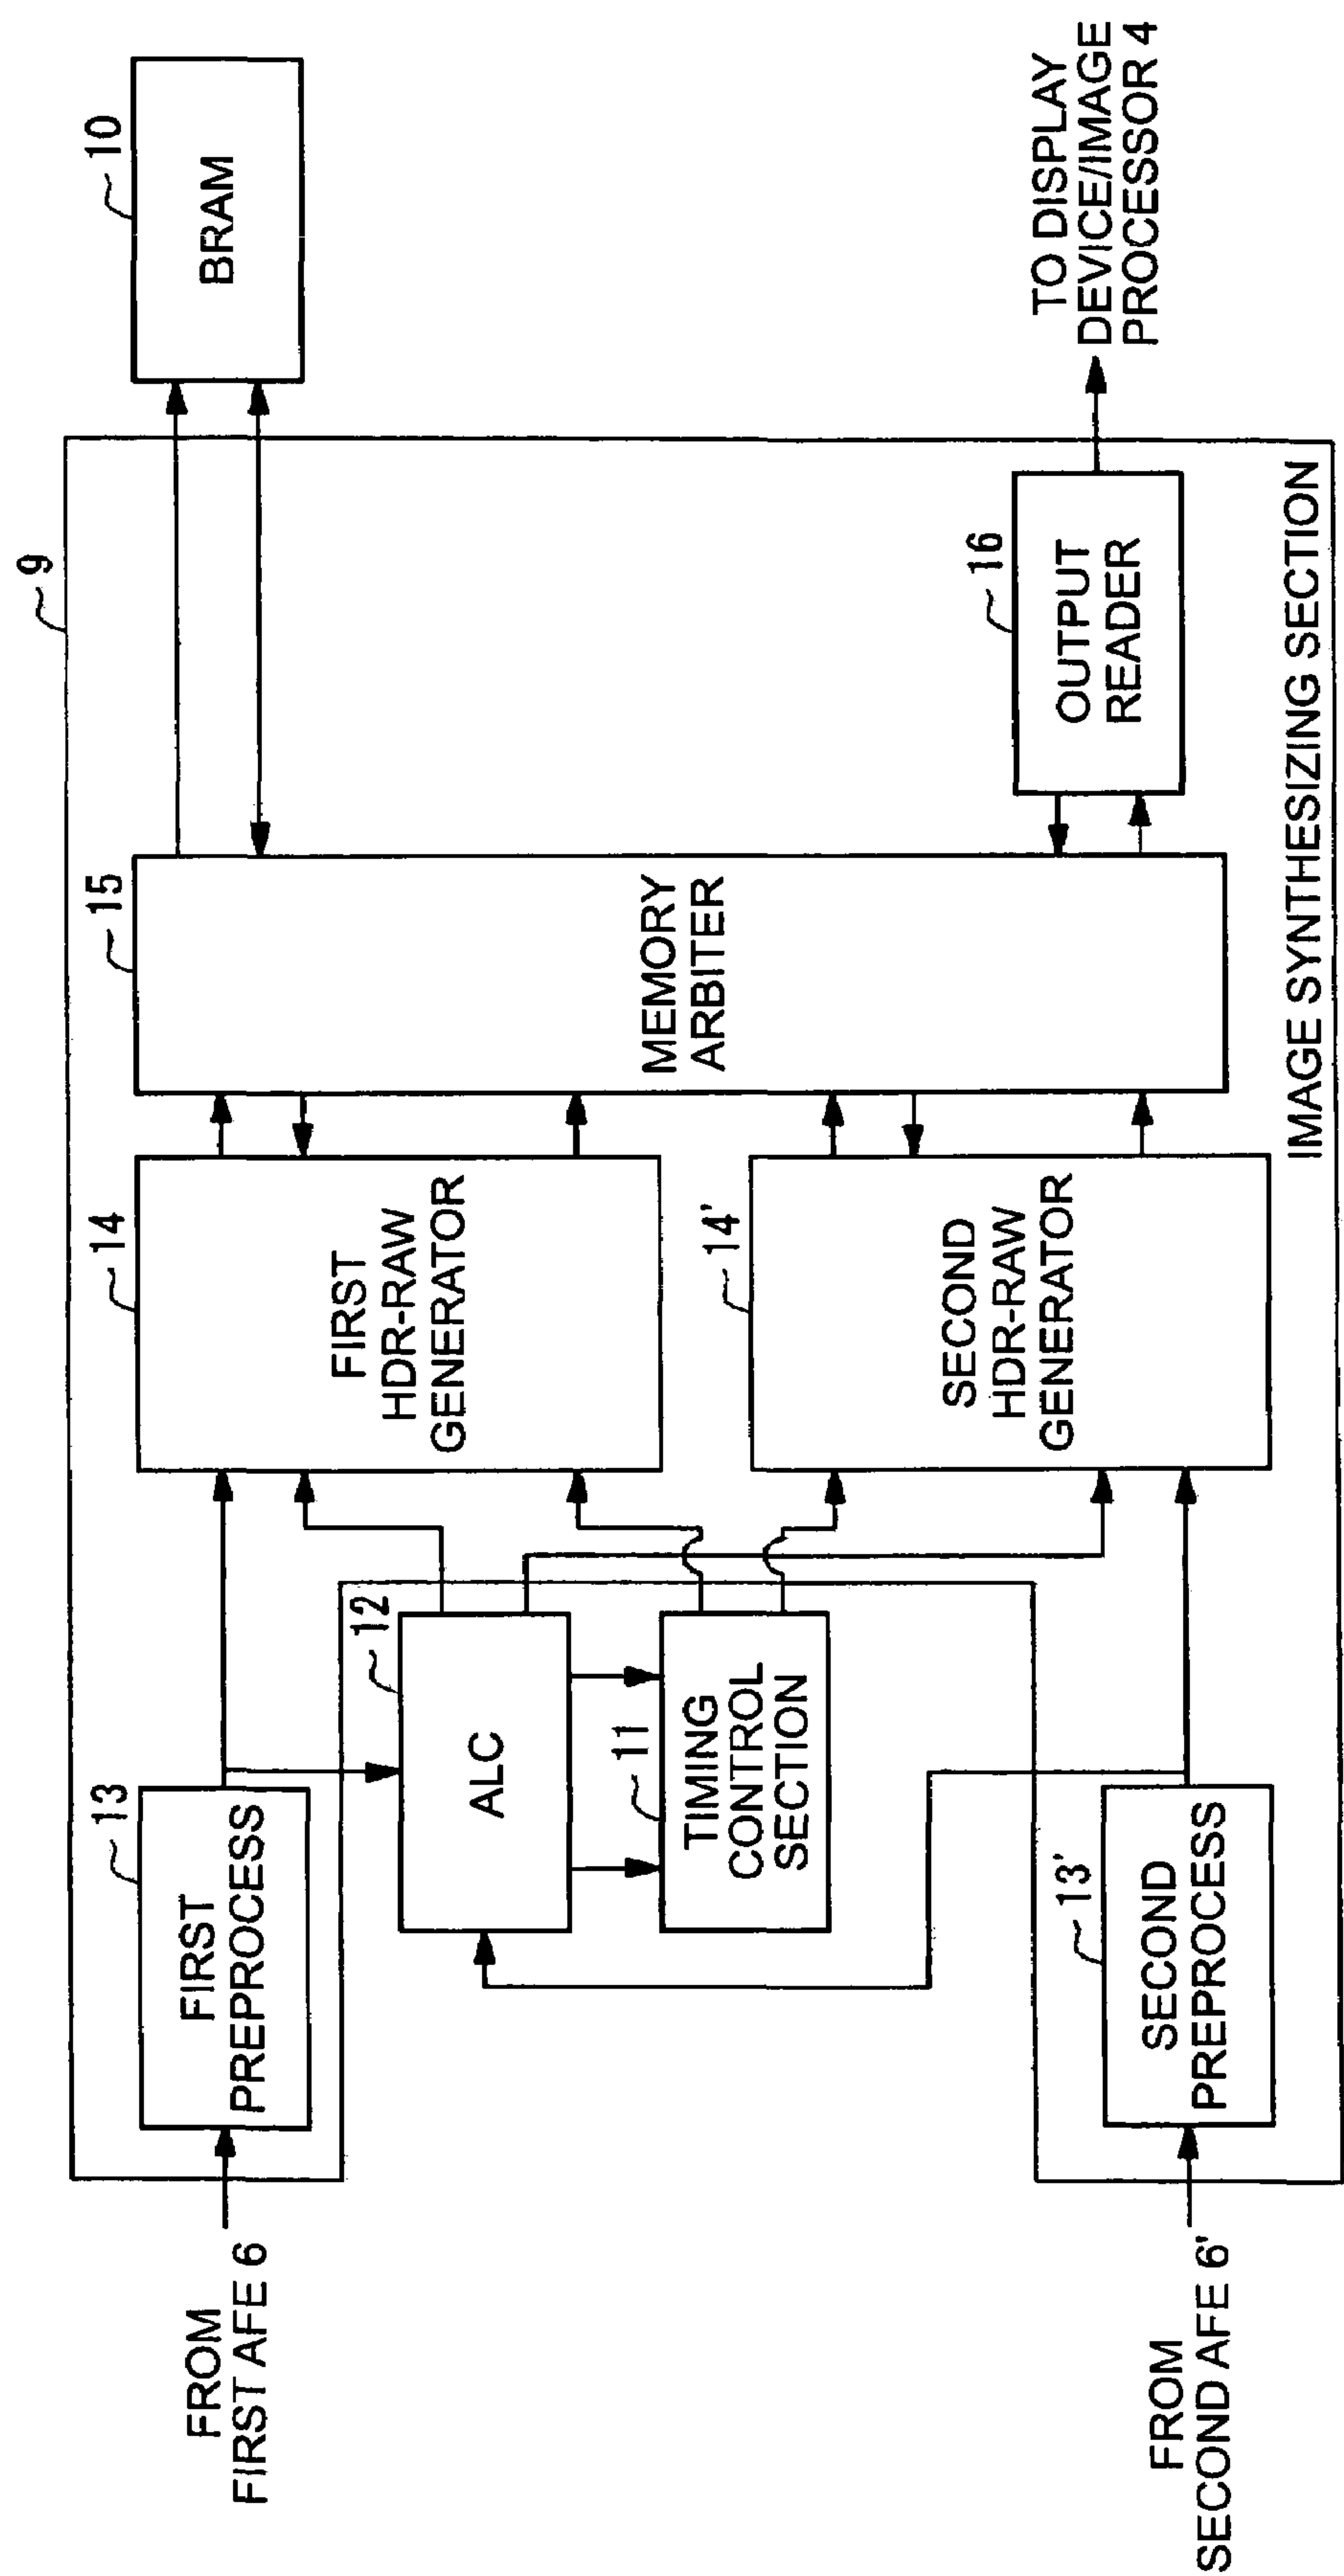 9
10
BRAM
15
MEMORY
ARBITER
16
OUTPUT
READER
TO DISPLAY
DEVICE/IMAGE
PROCESSOR 4
14
FIRST
HDR-RAW
GENERATOR
14'
SECOND
HDR-RAW
GENERATOR
12
ALC
11
TIMING
CONTROL
SECTION
13
FIRST
PREPROCESS
13'
SECOND
PREPROCESS
FROM
FIRST AFE 6
FROM
SECOND AFE 6'
IMAGE SYNTHESIZING SECTION